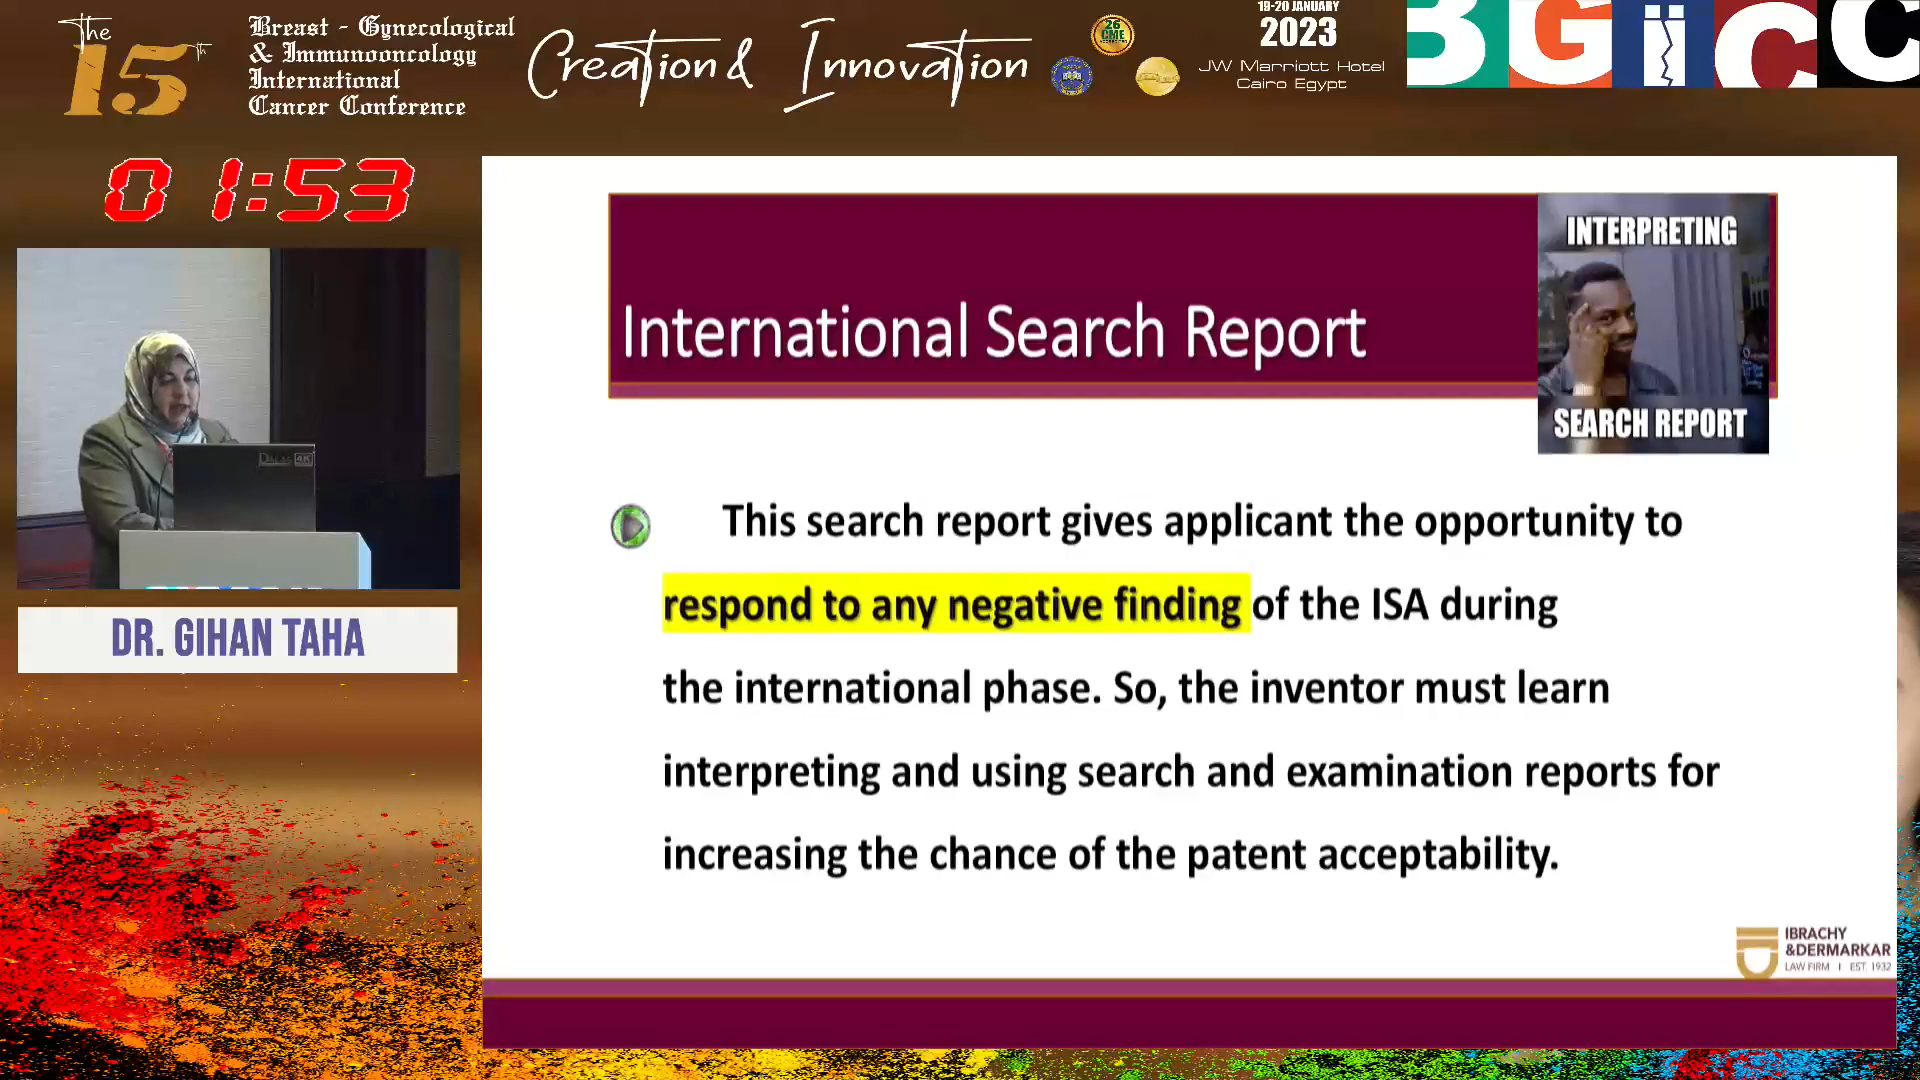 The
15th
Breast - Gynecological
& Immunooncology
International
Cancer Conference
Creation & Innovation
26
CME
19-20 JANUARY
2023
JW Marriott Hotel
Cairo Egypt
BGiCC
01:53
DR. GIHAN TAHA
International Search Report
INTERPRETING
SEARCH REPORT
This search report gives applicant the opportunity to
respond to any negative finding of the ISA during
the international phase. So, the inventor must learn
interpreting and using search and examination reports for
increasing the chance of the patent acceptability.
IBRACHY
&DERMARKAR
LAW FIRM | EST. 1932